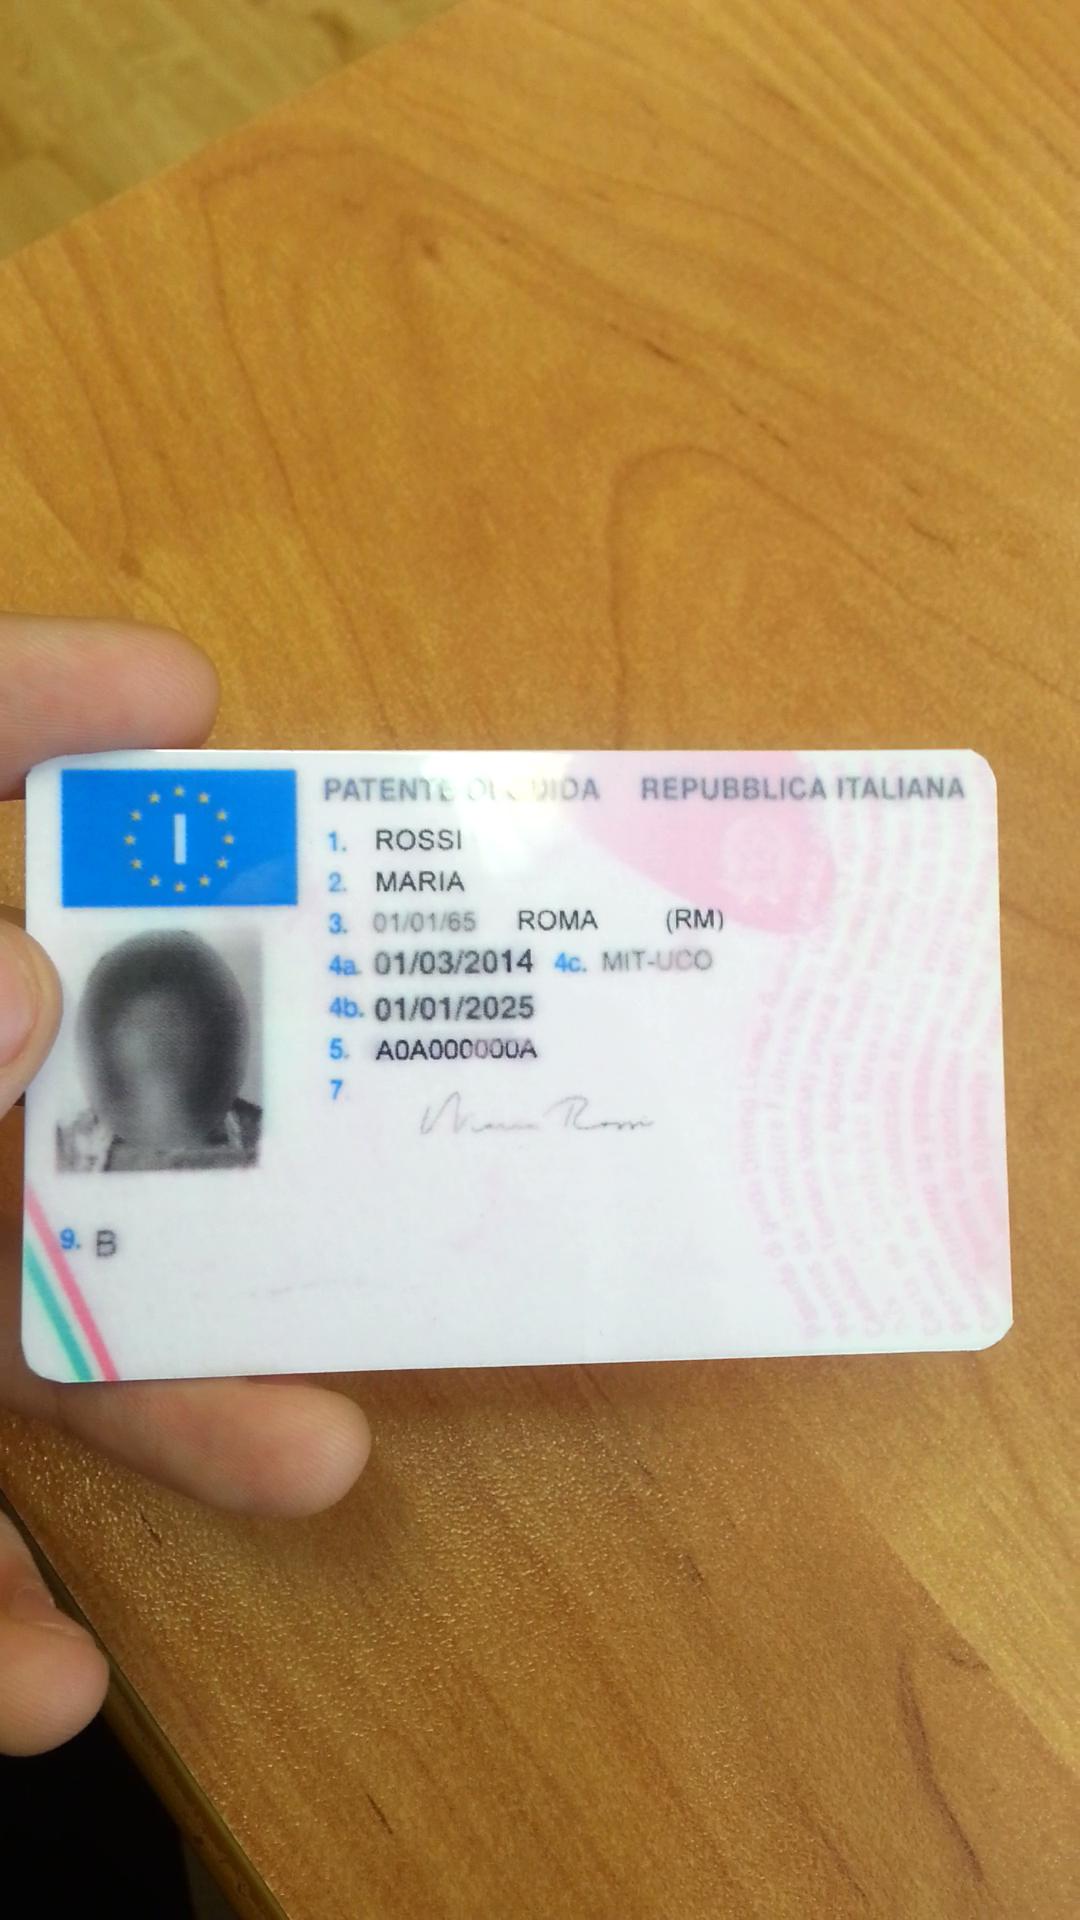 I
PATENTE DI GUIDA REPUBBLICA ITALIANA
1. ROSSI
2. MARIA
3. 01/01/65 ROMA (RM)
4a. 01/03/2014 4c. MIT-UCO
4b. 01/01/2025
5. A0A000000A
7
Maria Rossi
9. B